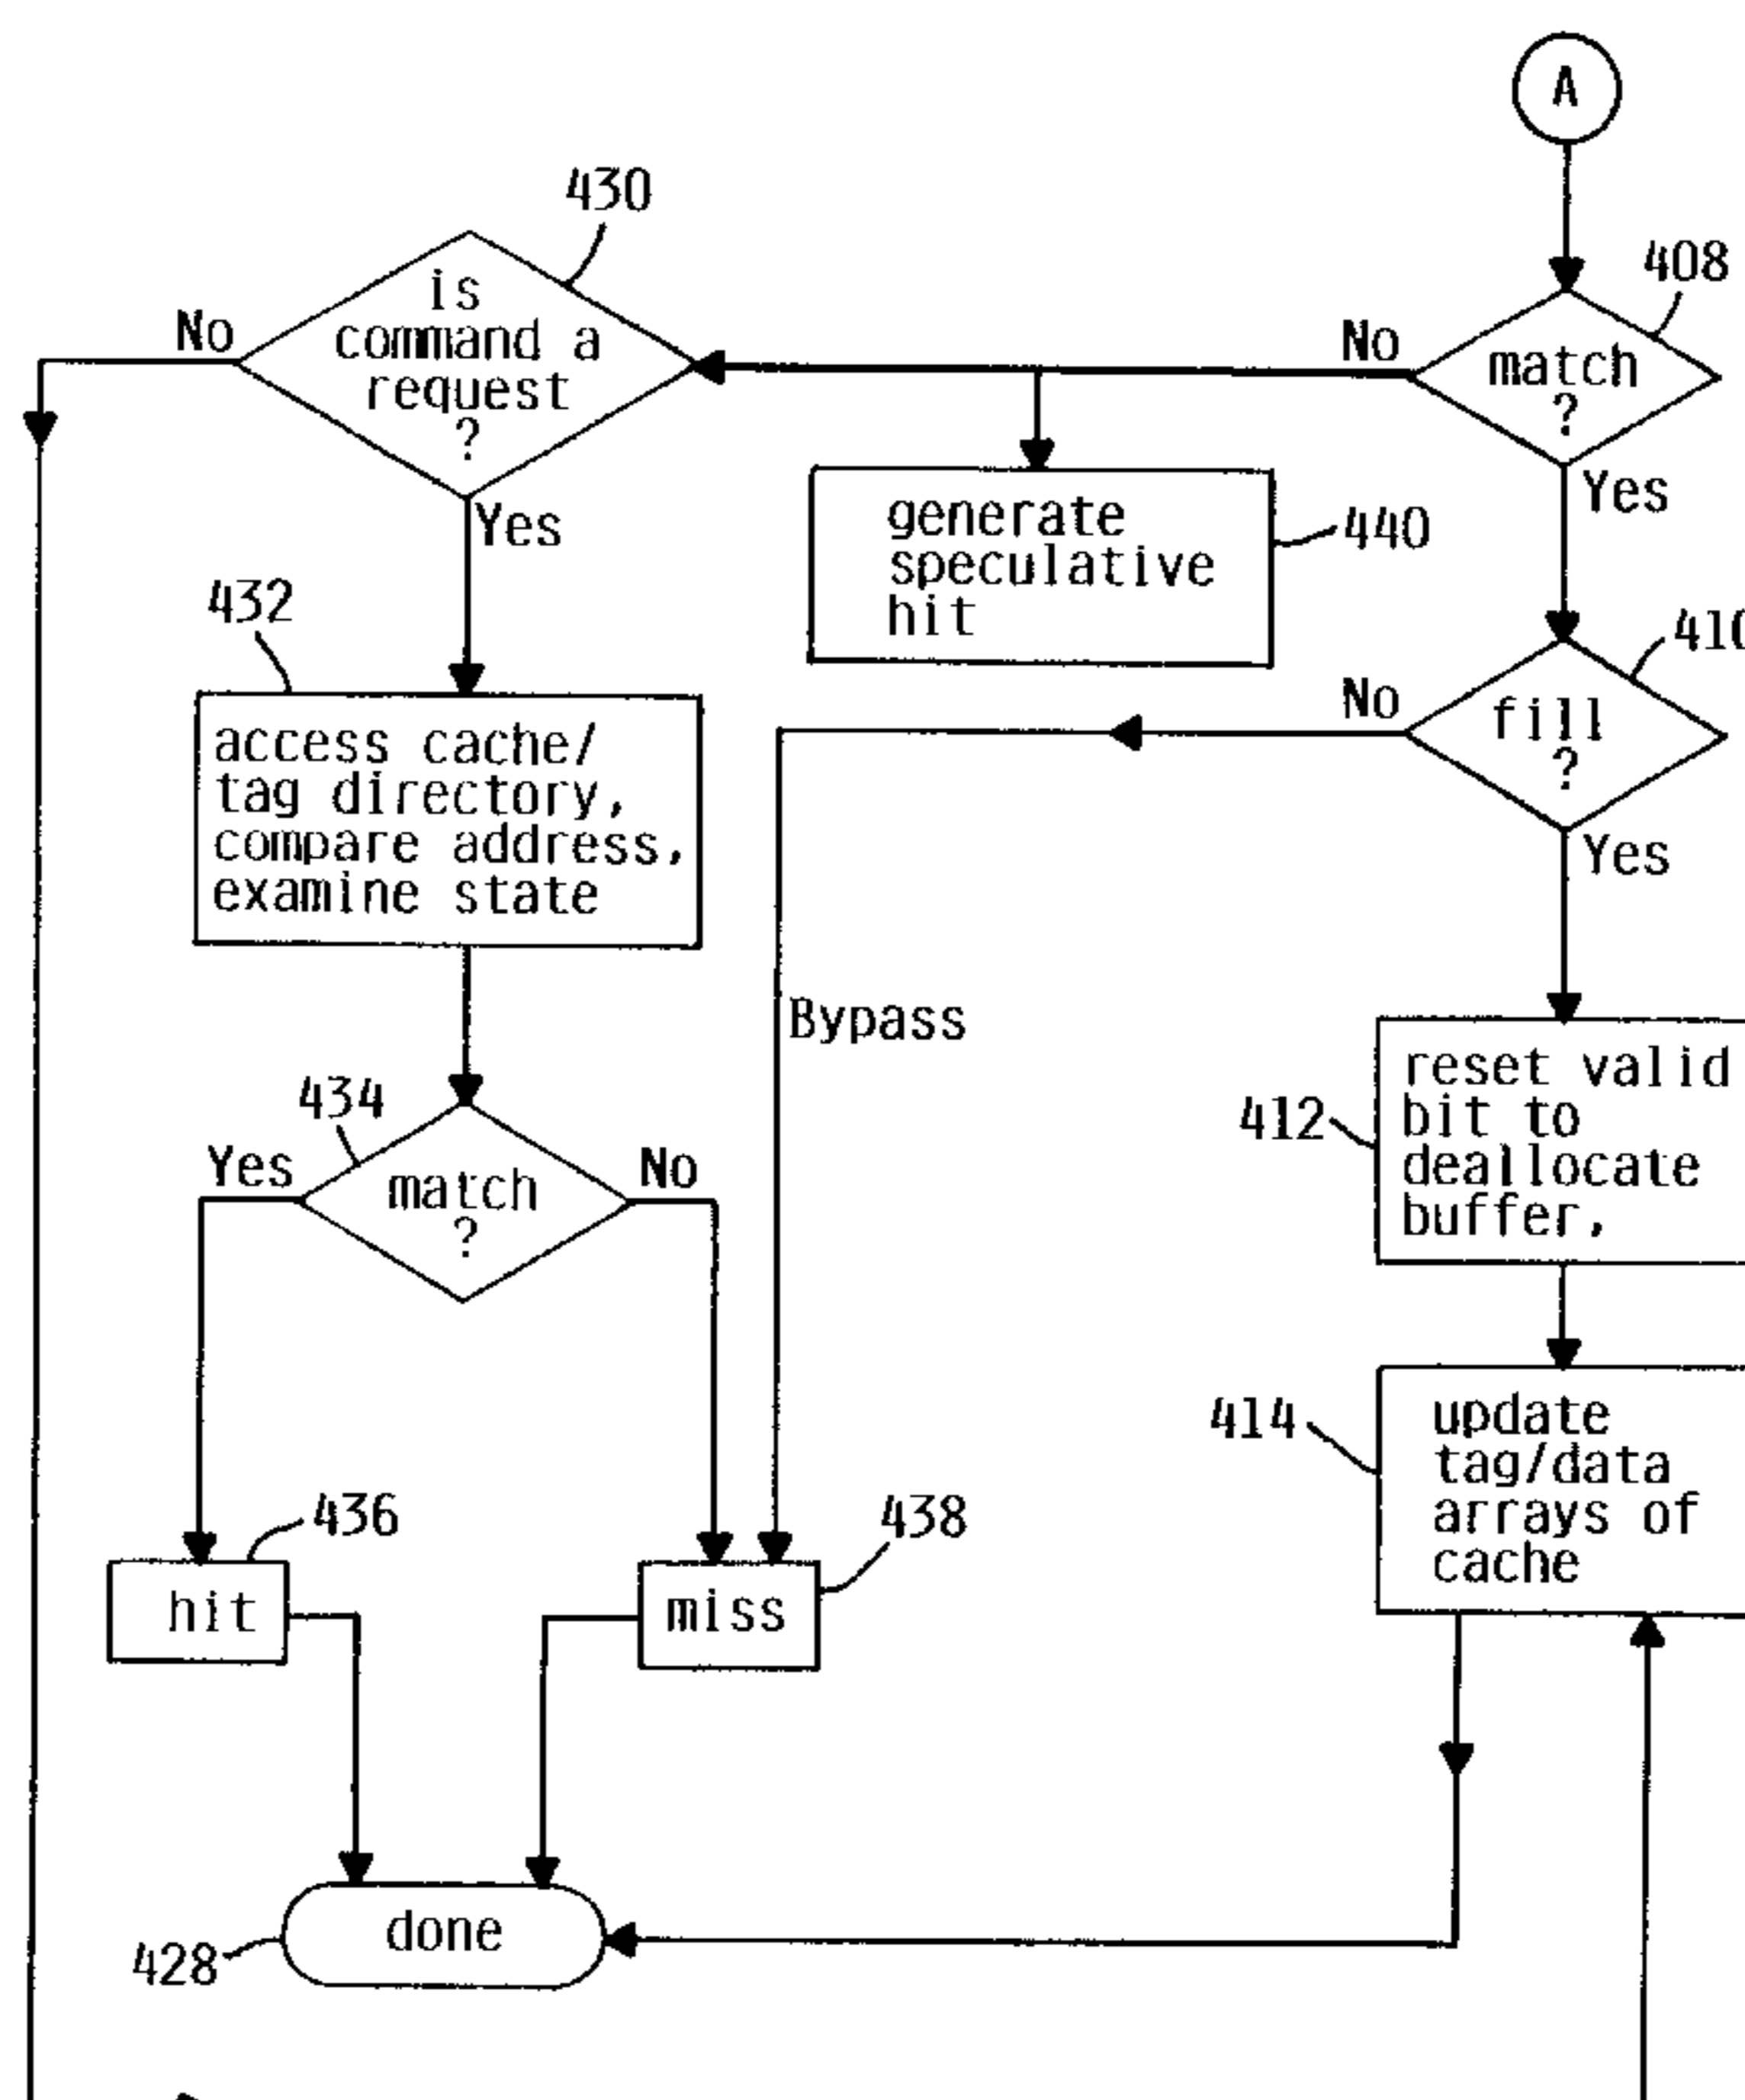 A
430
408
is
command a
request
?
No
No
match
?
Yes
Yes
generate
speculative
hit
440
432
410
No
fill
?
access cache/
tag directory,
compare address,
examine state
Yes
Bypass
reset valid
bit to
deallocate
buffer,
412
434
Yes
match
?
No
414
update
tag/data
arrays of
cache
436
438
hit
miss
done
428